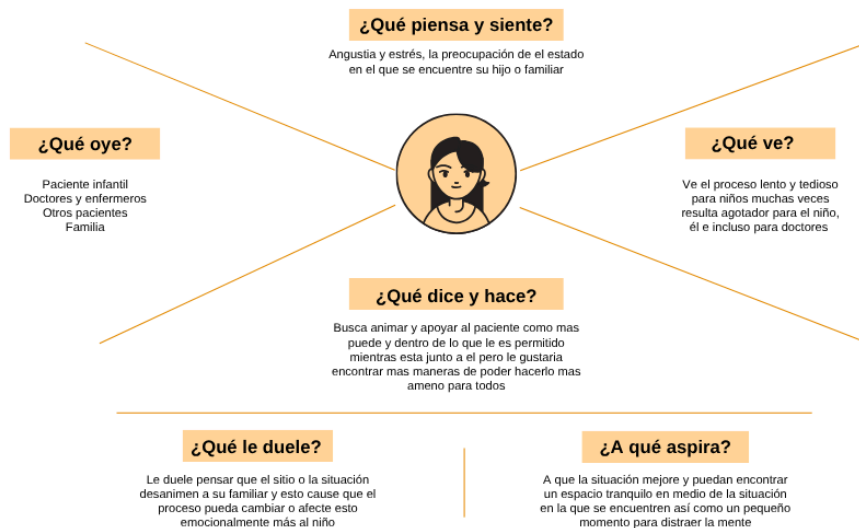 ¿Qué piensa y siente?
Angustia y estrés, la preocupación de el estado
en el que se encuentre su hijo o familiar
¿Qué oye?
Paciente infantil
Doctores y enfermeros
Otros pacientes
Familia
¿Qué ve?
Ve el proceso lento y tedioso
para niños muchas veces
resulta agotador para el niño,
él e incluso para doctores
¿Qué dice y hace?
Busca animar y apoyar al paciente como mas
puede y dentro de lo que le es permitido
mientras esta junto a el pero le gustaria
encontrar mas maneras de poder hacerlo mas
ameno para todos
¿Qué le duele?
Le duele pensar que el sitio o la situación
desanimen a su familiar y esto cause que el
proceso pueda cambiar o afecte esto
emocionalmente más al niño
¿A qué aspira?
A que la situación mejore y puedan encontrar
un espacio tranquilo en medio de la situación
en la que se encuentren así como un pequeño
momento para distraer la mente